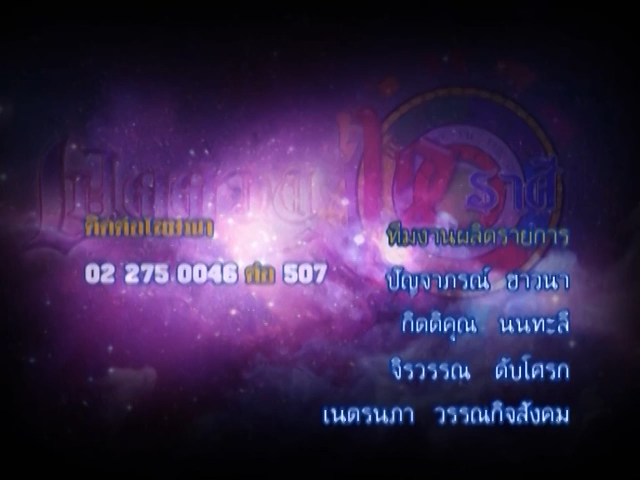 ราศี
ติดต่อโฆษณา
02 275 0046 ต่อ 507
ทีมงานผลิตรายการ
ปัญจาภรณ์ ฮาวนา
กิตติคุณ นนทะลี
จิรวรรณ ดับโศรก
เนตรนภา วรรณกิจสังคม